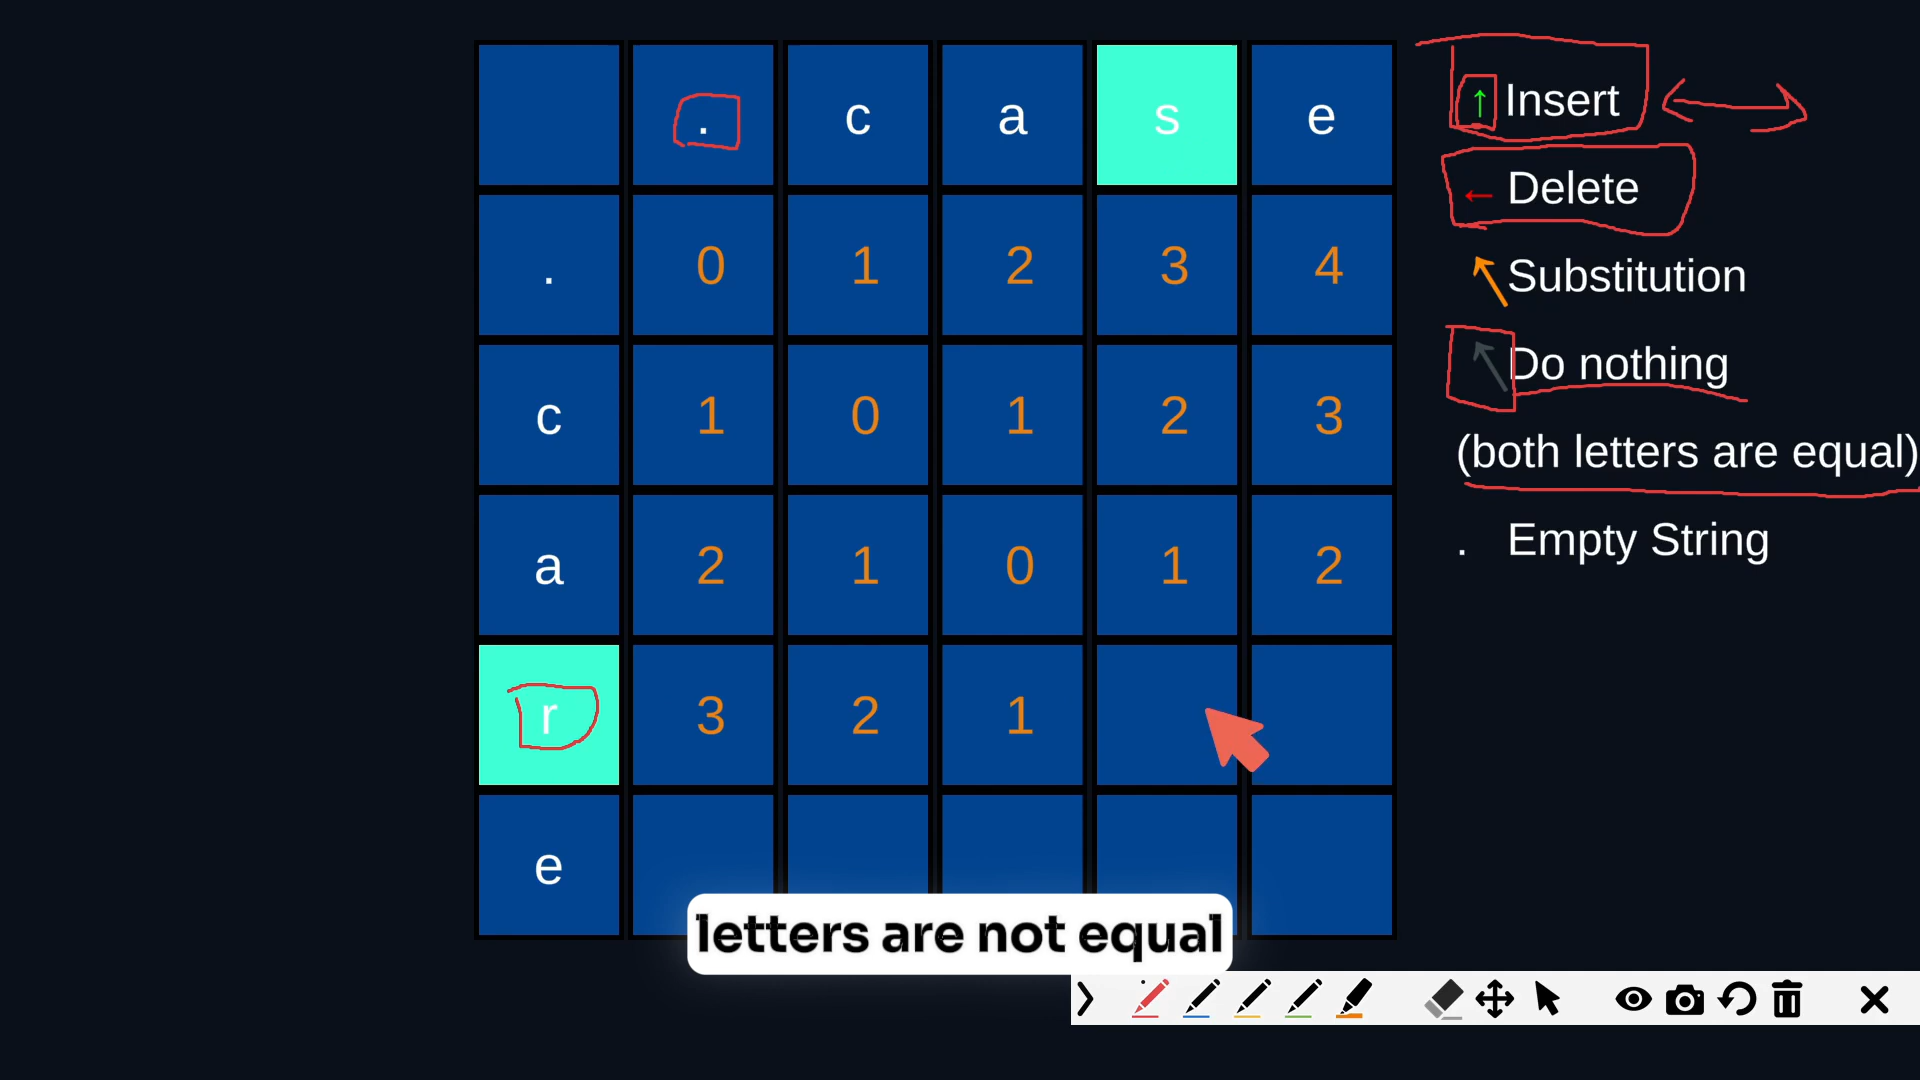 . c a s e
. 0 1 2 3 4
c 1 0 1 2 3
a 2 1 0 1 2
r 3 2 1
e
↑ Insert
← Delete
↖ Substitution
↖ Do nothing
(both letters are equal)
. Empty String
letters are not equal